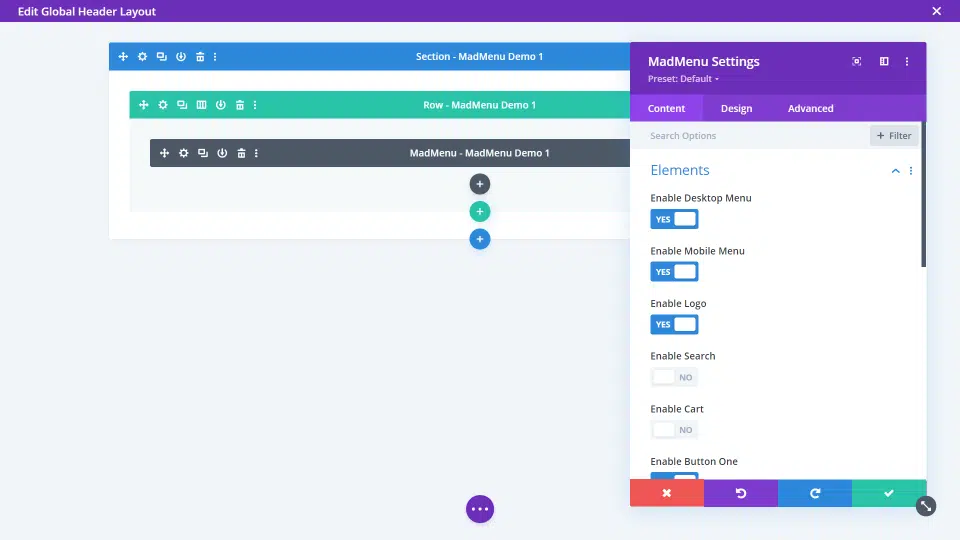 Edit Global Header Layout
Section - MadMenu Demo 1
Row - MadMenu Demo 1
MadMenu - MadMenu Demo 1
MadMenu Settings
Preset: Default
Content Design Advanced
Search Options Filter
Elements
Enable Desktop Menu
YES
Enable Mobile Menu
YES
Enable Logo
YES
Enable Search
NO
Enable Cart
NO
Enable Button One